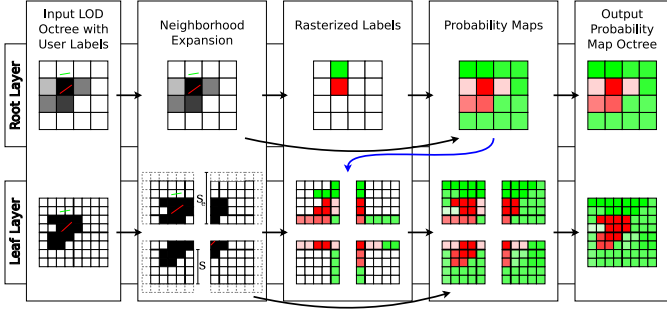 Input LOD
Octree with
User Labels
Neighborhood
Expansion
Rasterized Labels
Probability Maps
Output
Probability
Map Octree
Root Layer
Leaf Layer
Se
S